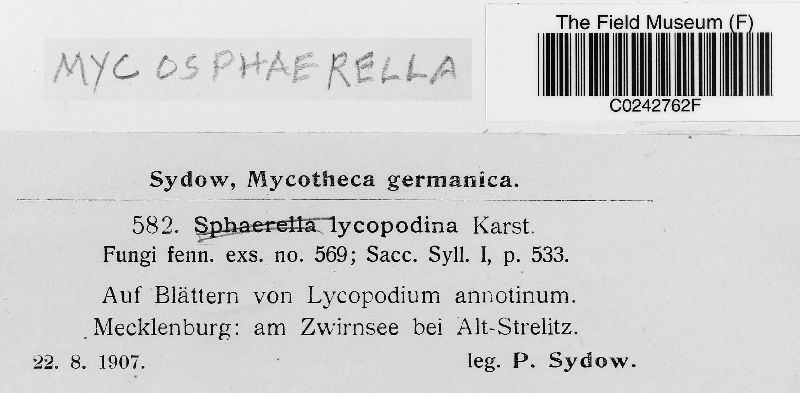 MYCOSPHAERELLA
The Field Museum (F)
C0242762F
Sydow, Mycotheca germanica.
582. Sphaerella lycopodina Karst.
Fungi fenn. exs. no. 569; Sacc. Syll. I, p. 533.
Auf Blättern von Lycopodium annotinum.
Mecklenburg: am Zwirnsee bei Alt-Strelitz.
22. 8. 1907. leg. P. Sydow.